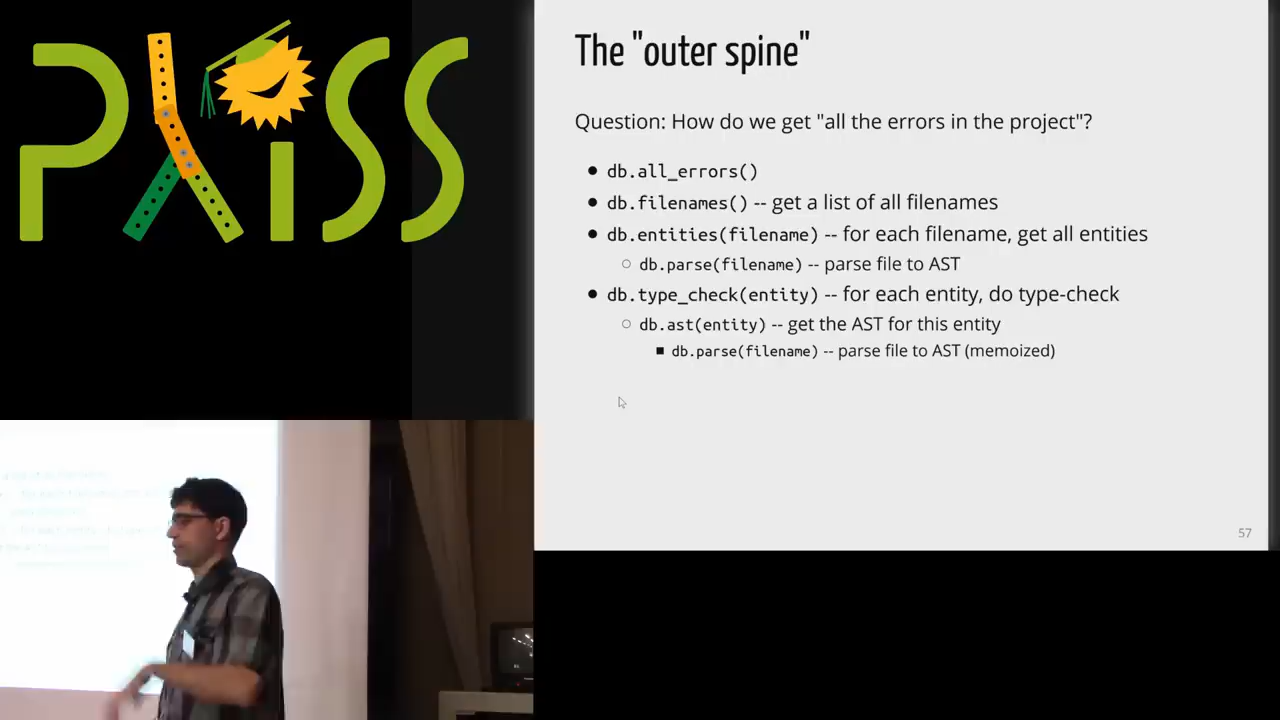 PLISS
The "outer spine"
Question: How do we get "all the errors in the project"?
● db.all_errors()
● db.filenames() -- get a list of all filenames
● db.entities(filename) -- for each filename, get all entities
○ db.parse(filename) -- parse file to AST
● db.type_check(entity) -- for each entity, do type-check
○ db.ast(entity) -- get the AST for this entity
■ db.parse(filename) -- parse file to AST (memoized)
57